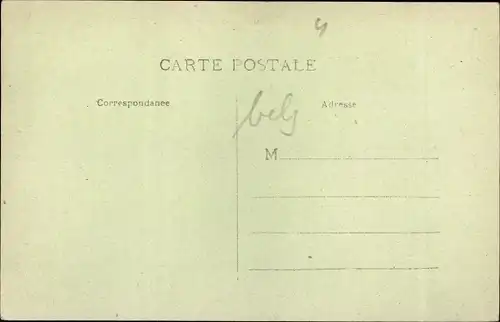 4
CARTE POSTALE
Correspondance
Adresse
belg
M